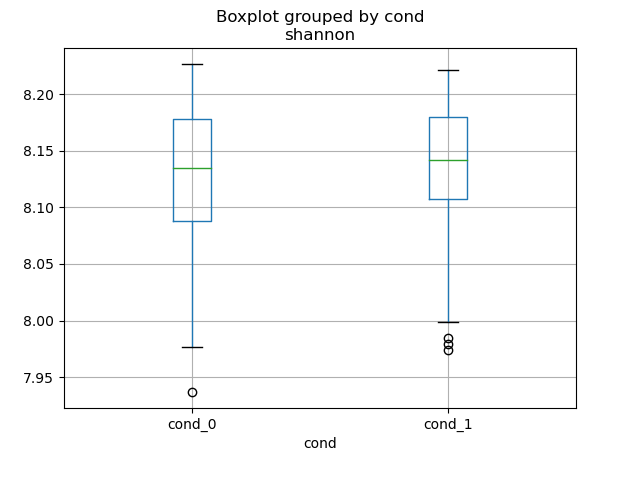 Boxplot grouped by cond
shannon
8.20
8.15
8.10
8.05
8.00
7.95
cond_0
cond_1
cond